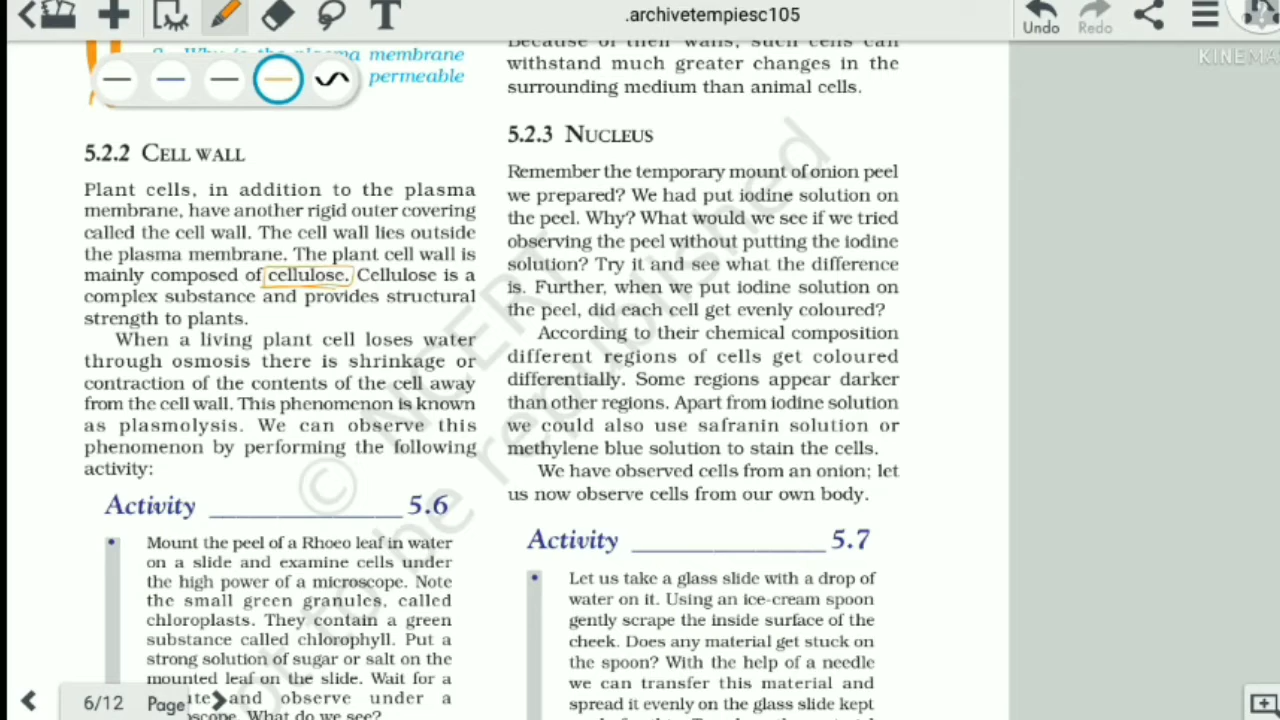 .archivetempiesc105
Undo
Redo
KINEMA
2. Why is the plasma membrane
permeable
5.2.2 CELL WALL
Plant cells, in addition to the plasma
membrane, have another rigid outer covering
called the cell wall. The cell wall lies outside
the plasma membrane. The plant cell wall is
mainly composed of cellulose. Cellulose is a
complex substance and provides structural
strength to plants.
When a living plant cell loses water
through osmosis there is shrinkage or
contraction of the contents of the cell away
from the cell wall. This phenomenon is known
as plasmolysis. We can observe this
phenomenon by performing the following
activity:
Activity ______________ 5.6
• Mount the peel of a Rhoeo leaf in water
on a slide and examine cells under
the high power of a microscope. Note
the small green granules, called
chloroplasts. They contain a green
substance called chlorophyll. Put a
strong solution of sugar or salt on the
mounted leaf on the slide. Wait for a
and observe under a
What do we see?
Because of their walls, such cells can
withstand much greater changes in the
surrounding medium than animal cells.
5.2.3 NUCLEUS
Remember the temporary mount of onion peel
we prepared? We had put iodine solution on
the peel. Why? What would we see if we tried
observing the peel without putting the iodine
solution? Try it and see what the difference
is. Further, when we put iodine solution on
the peel, did each cell get evenly coloured?
According to their chemical composition
different regions of cells get coloured
differentially. Some regions appear darker
than other regions. Apart from iodine solution
we could also use safranin solution or
methylene blue solution to stain the cells.
We have observed cells from an onion; let
us now observe cells from our own body.
Activity ______________ 5.7
• Let us take a glass slide with a drop of
water on it. Using an ice-cream spoon
gently scrape the inside surface of the
cheek. Does any material get stuck on
the spoon? With the help of a needle
we can transfer this material and
spread it evenly on the glass slide kept
© NCERT
not to be republished
6/12 Page